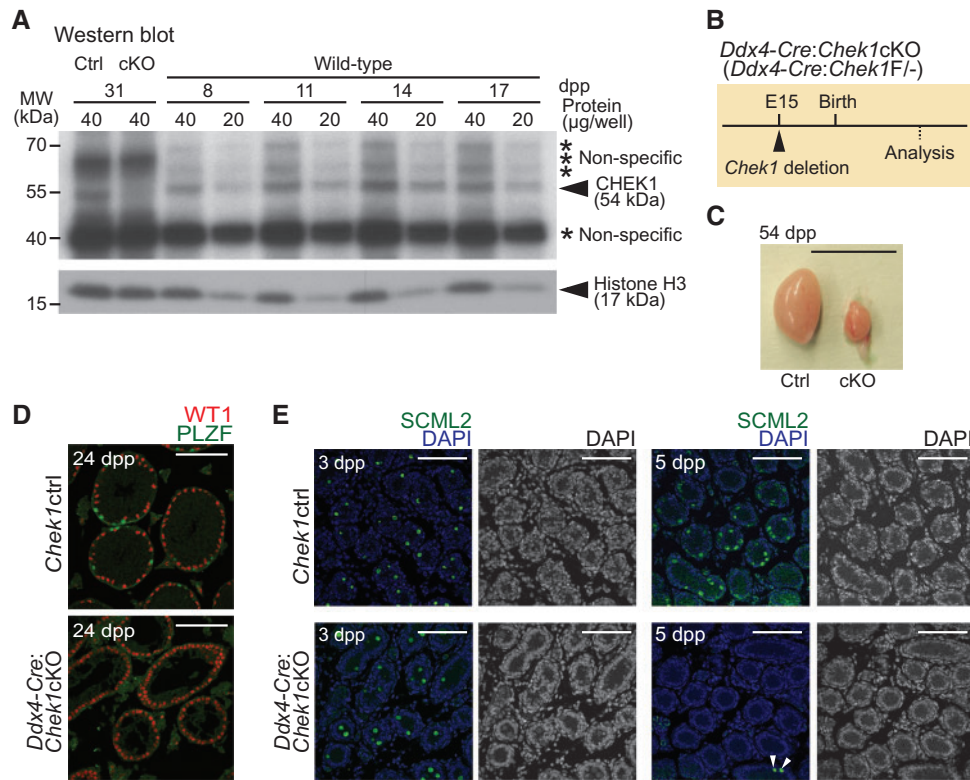 A
Western blot
Ctrl cKO Wild-type
31 8 11 14 17 dpp
MW (kDa)
Protein (µg/well)
40 40 40 20 40 20 40 20 40 20
70
55
40
* * * Non-specific
CHEK1 (54 kDa)
* Non-specific
15
Histone H3 (17 kDa)
B
Ddx4-Cre:Chek1cKO
(Ddx4-Cre:Chek1F/-)
E15 Birth
Chek1 deletion
Analysis
C
54 dpp
Ctrl cKO
D
WT1
PLZF
Chek1ctrl
24 dpp
Ddx4-Cre:
Chek1cKO
24 dpp
E
SCML2
DAPI
DAPI
SCML2
DAPI
DAPI
Chek1ctrl
3 dpp
5 dpp
Ddx4-Cre:
Chek1cKO
3 dpp
5 dpp